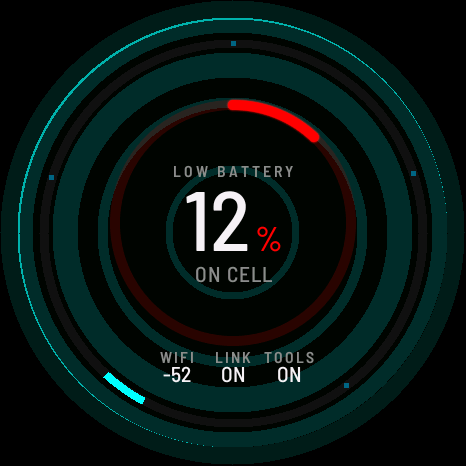 LOW BATTERY
12 %
ON CELL
WIFI LINK TOOLS
-52 ON ON